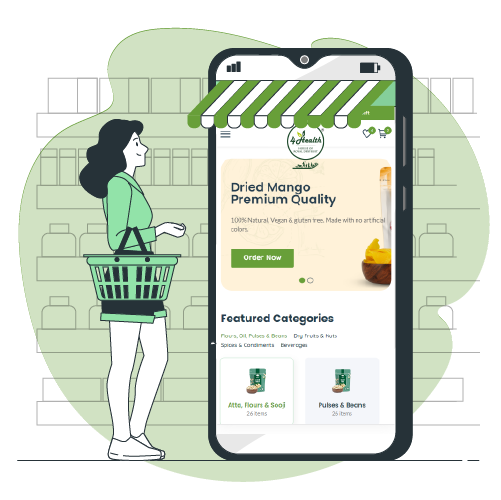 4Health
Dried Mango
Premium Quality
100% Natural, Vegan & gluten free. Made with no artificial
colors.
Order Now
Featured Categories
Flours, Oil, Pulses & Beans Dry Fruits & Nuts
Spices & Condiments Beverages
Atta, Flours & Sooji Pulses & Beans
26 items 26 items